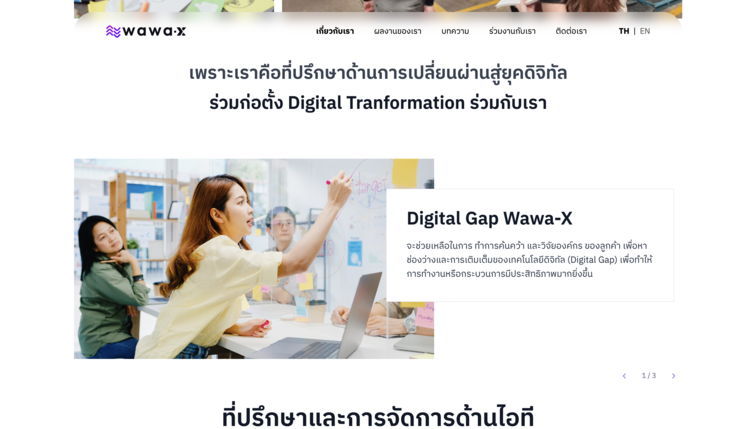 wawa-x
เกี่ยวกับเรา ผลงานของเรา บทความ ร่วมงานกับเรา ติดต่อเรา TH | EN
เพราะเราคือที่ปรึกษาด้านการเปลี่ยนผ่านสู่ยุคดิจิทัล
ร่วมก่อตั้ง Digital Tranformation ร่วมกับเรา
Digital Gap Wawa-X
จะช่วยเหลือในการ ทำการค้นคว้า และวิจัยองค์กร ของลูกค้า เพื่อหา
ช่องว่างและการเติมเต็มของเทคโนโลยีดิจิทัล (Digital Gap) เพื่อทำให้
การทำงานหรือกระบวนการมีประสิทธิภาพมากยิ่งขึ้น
1 / 3
ที่ปรึกษาและการจัดการด้านไอที